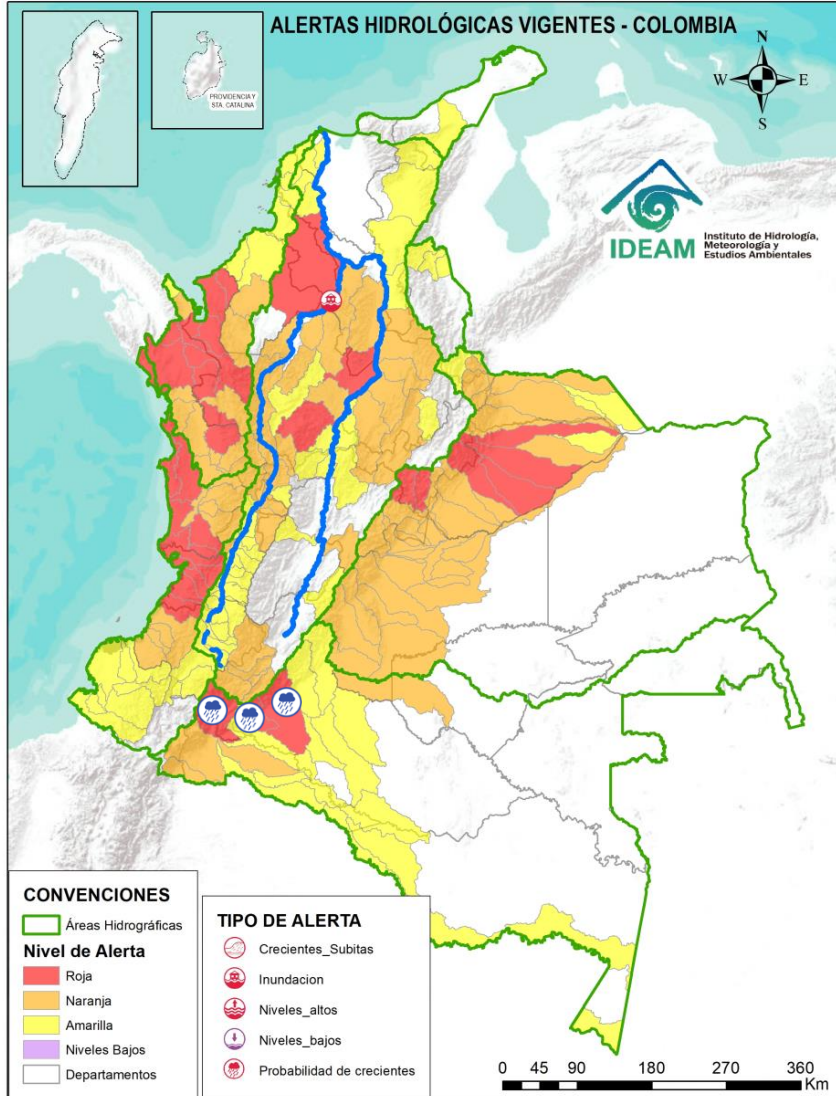 ALERTAS HIDROLÓGICAS VIGENTES - COLOMBIA
PROVIDENCIA Y
STA. CATALINA
N
W
E
S
IDEAM
Instituto de Hidrología,
Meteorología y
Estudios Ambientales
CONVENCIONES
Áreas Hidrográficas
Nivel de Alerta
Roja
Naranja
Amarilla
Niveles Bajos
Departamentos
TIPO DE ALERTA
Crecientes_Subitas
Inundacion
Niveles_altos
Niveles_bajos
Probabilidad de crecientes
0 45 90 180 270 360
Km